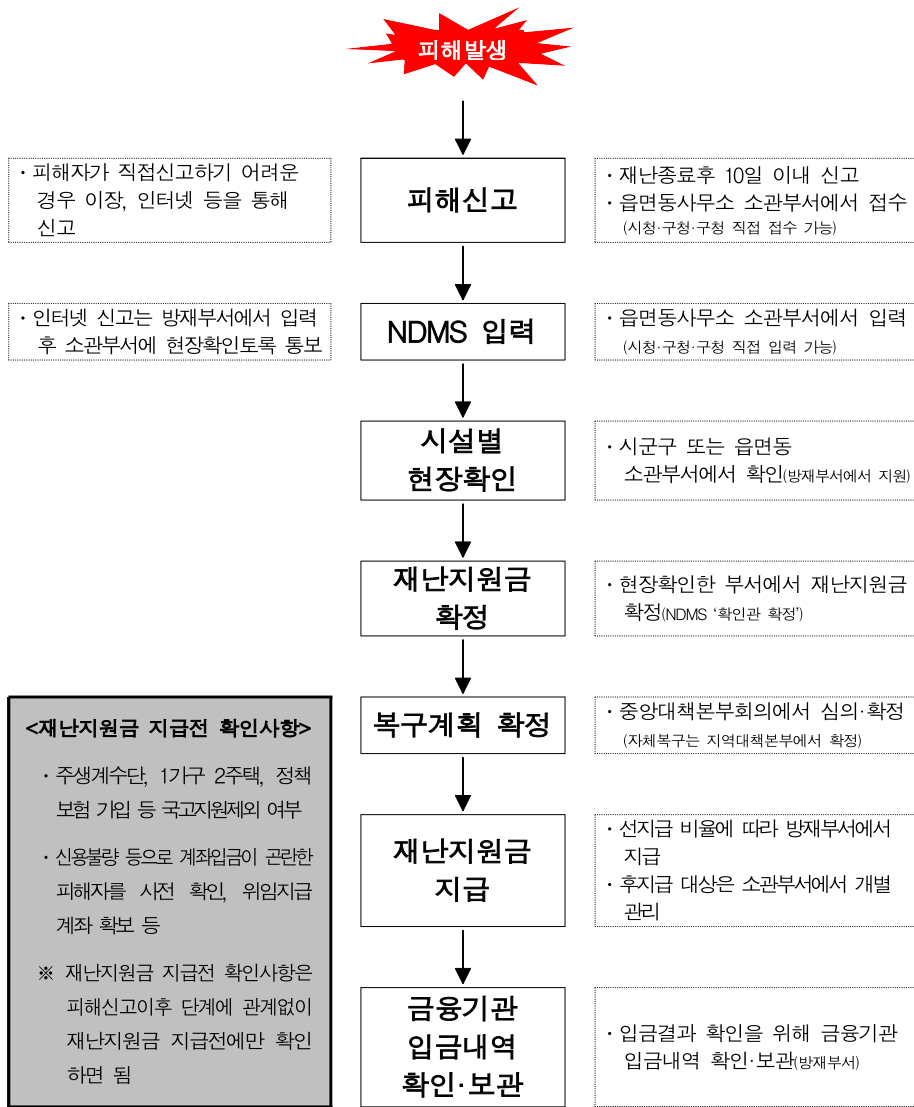 피해발생
· 피해자가 직접신고하기 어려운
경우 이장, 인터넷 등을 통해
신고
피해신고
· 재난종료후 10일 이내 신고
· 읍면동사무소 소관부서에서 접수
(시청·구청·구청 직접 접수 가능)
· 인터넷 신고는 방재부서에서 입력
후 소관부서에 현장확인토록 통보
NDMS 입력
· 읍면동사무소 소관부서에서 입력
(시청·구청·구청 직접 입력 가능)
시설별
현장확인
· 시군구 또는 읍면동
소관부서에서 확인(방재부서에서 지원)
재난지원금
확정
· 현장확인한 부서에서 재난지원금
확정(NDMS ‘확인관 확정’)
복구계획 확정
· 중앙대책본부회의에서 심의·확정
(자체복구는 지역대책본부에서 확정)
<재난지원금 지급전 확인사항>
· 주생계수단, 1가구 2주택, 정책
보험 가입 등 국고지원제외 여부
· 신용불량 등으로 계좌입금이 곤란한
피해자를 사전 확인, 위임지급
계좌 확보 등
※ 재난지원금 지급전 확인사항은
피해신고이후 단계에 관계없이
재난지원금 지급전에만 확인
하면 됨
재난지원금
지급
· 선지급 비율에 따라 방재부서에서
지급
· 후지급 대상은 소관부서에서 개별
관리
금융기관
입금내역
확인·보관
· 입금결과 확인을 위해 금융기관
입금내역 확인·보관(방재부서)